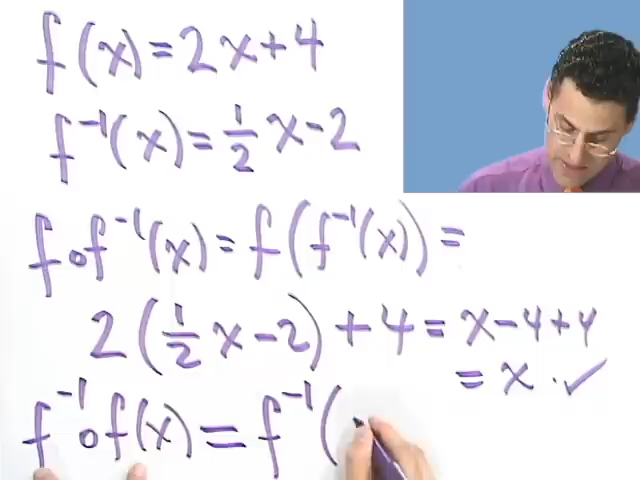 f(x)=2x+4
f⁻¹(x)=½x-2
f∘f⁻¹(x)=f(f⁻¹(x))=
2(½x-2)+4=x-4+4
=x.✓
f⁻¹∘f(x)=f⁻¹(